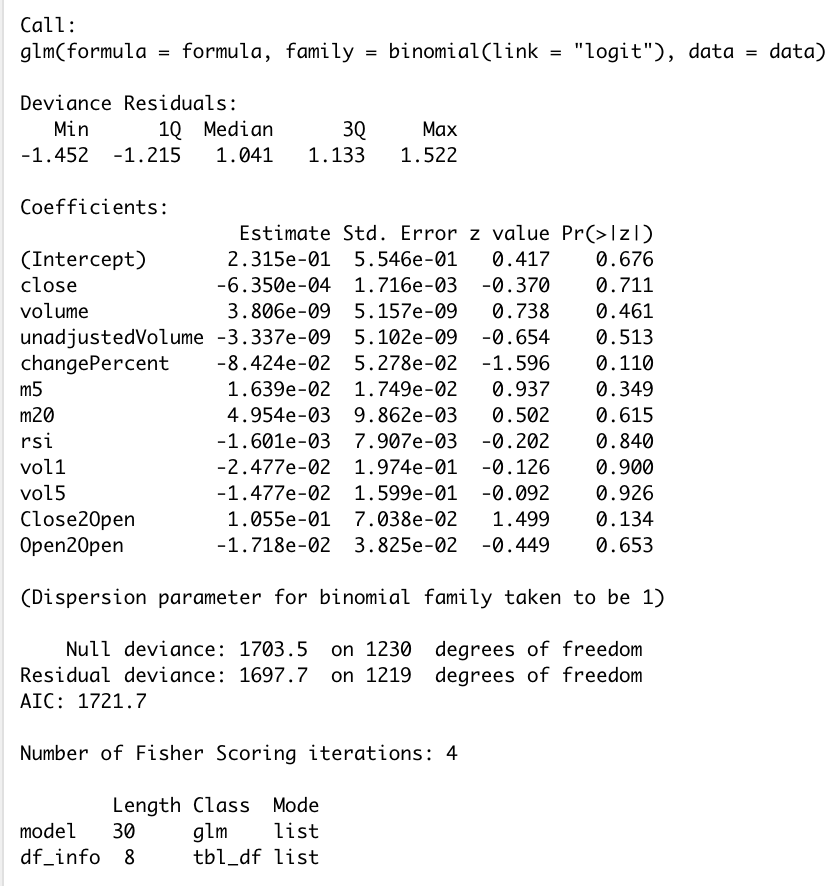 Call:
glm(formula = formula, family = binomial(link = "logit"), data = data)
Deviance Residuals:
Min 1Q Median 3Q Max
-1.452 -1.215 1.041 1.133 1.522
Coefficients:
Estimate Std. Error z value Pr(>|z|)
(Intercept) 2.315e-01 5.546e-01 0.417 0.676
close -6.350e-04 1.716e-03 -0.370 0.711
volume 3.806e-09 5.157e-09 0.738 0.461
unadjustedVolume -3.337e-09 5.102e-09 -0.654 0.513
changePercent -8.424e-02 5.278e-02 -1.596 0.110
m5 1.639e-02 1.749e-02 0.937 0.349
m20 4.954e-03 9.862e-03 0.502 0.615
rsi -1.601e-03 7.907e-03 -0.202 0.840
vol1 -2.477e-02 1.974e-01 -0.126 0.900
vol5 -1.477e-02 1.599e-01 -0.092 0.926
Close2Open 1.055e-01 7.038e-02 1.499 0.134
Open2Open -1.718e-02 3.825e-02 -0.449 0.653
(Dispersion parameter for binomial family taken to be 1)
Null deviance: 1703.5 on 1230 degrees of freedom
Residual deviance: 1697.7 on 1219 degrees of freedom
AIC: 1721.7
Number of Fisher Scoring iterations: 4
Length Class Mode
model 30 glm list
df_info 8 tbl_df list